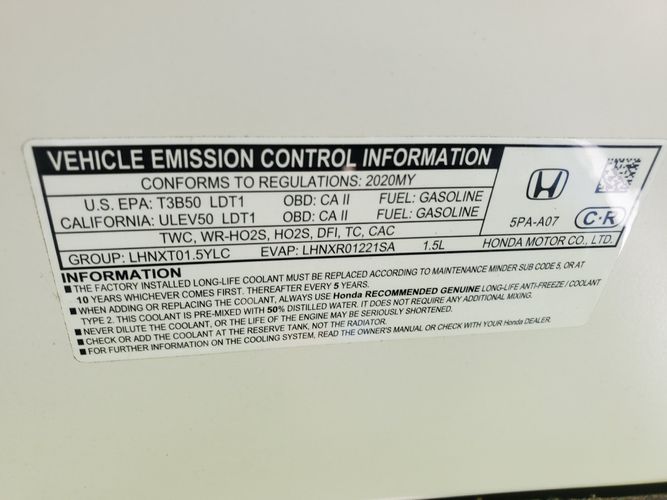 VEHICLE EMISSION CONTROL INFORMATION
CONFORMS TO REGULATIONS: 2020MY
U.S. EPA: T3B50 LDT1 OBD: CA II FUEL: GASOLINE
CALIFORNIA: ULEV50 LDT1 OBD: CA II FUEL: GASOLINE
TWC, WR-HO2S, HO2S, DFI, TC, CAC
GROUP: LHNXT01.5YLC EVAP: LHNXR01221SA 1.5L
5PA-A07
C·R
HONDA MOTOR CO., LTD.
INFORMATION
■ THE FACTORY INSTALLED LONG-LIFE COOLANT MUST BE REPLACED ACCORDING TO MAINTENANCE MINDER SUB CODE 5, OR AT
10 YEARS WHICHEVER COMES FIRST. THEREAFTER EVERY 5 YEARS.
■ WHEN ADDING OR REPLACING THE COOLANT, ALWAYS USE Honda RECOMMENDED GENUINE LONG-LIFE ANTI-FREEZE / COOLANT
TYPE 2. THIS COOLANT IS PRE-MIXED WITH 50% DISTILLED WATER. IT DOES NOT REQUIRE ANY ADDITIONAL MIXING.
■ NEVER DILUTE THE COOLANT, OR THE LIFE OF THE ENGINE MAY BE SERIOUSLY SHORTENED.
■ CHECK OR ADD THE COOLANT AT THE RESERVE TANK, NOT THE RADIATOR.
■ FOR FURTHER INFORMATION ON THE COOLING SYSTEM, READ THE OWNER'S MANUAL OR CHECK WITH YOUR Honda DEALER.